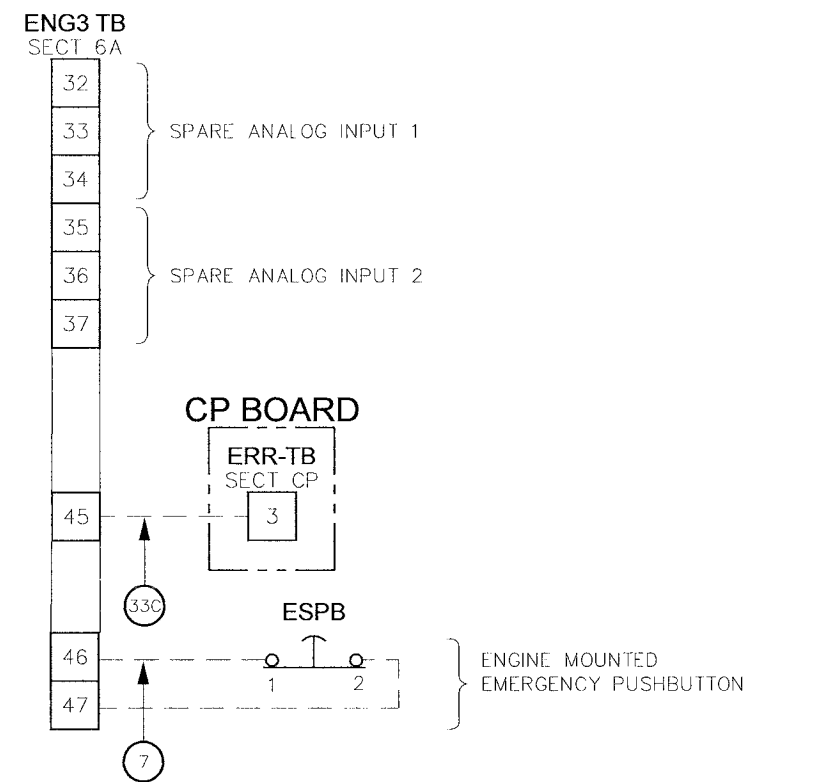 ENG3 TB
SECT 6A
32
33
SPARE ANALOG INPUT 1
34
35
36
SPARE ANALOG INPUT 2
37
CP BOARD
ERR-TB
SECT CP
45
3
33C
ESPB
46
1
2
ENGINE MOUNTED
EMERGENCY PUSHBUTTON
47
7